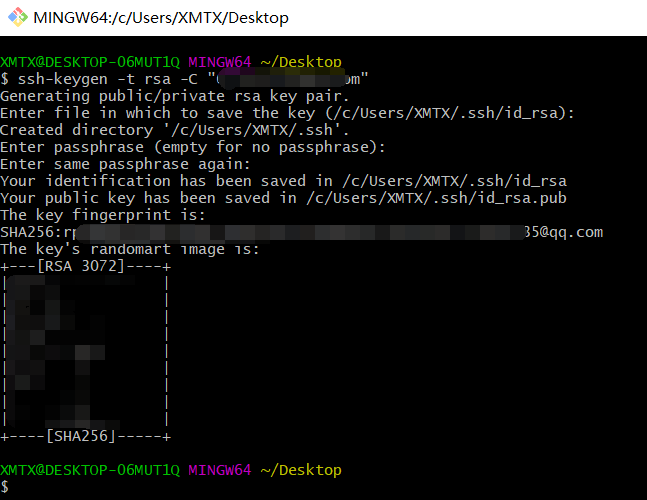 MINGW64:/c/Users/XMTX/Desktop
XMTX@DESKTOP-06MUT1Q MINGW64 ~/Desktop
$ ssh-keygen -t rsa -C "om"
Generating public/private rsa key pair.
Enter file in which to save the key (/c/Users/XMTX/.ssh/id_rsa):
Created directory '/c/Users/XMTX/.ssh'.
Enter passphrase (empty for no passphrase):
Enter same passphrase again:
Your identification has been saved in /c/Users/XMTX/.ssh/id_rsa
Your public key has been saved in /c/Users/XMTX/.ssh/id_rsa.pub
The key fingerprint is:
SHA256:rp 35@qq.com
The key's randomart image is:
+---[RSA 3072]----+
| |
| |
| |
| |
| |
| |
| |
| |
| |
+----[SHA256]-----+
XMTX@DESKTOP-06MUT1Q MINGW64 ~/Desktop
$